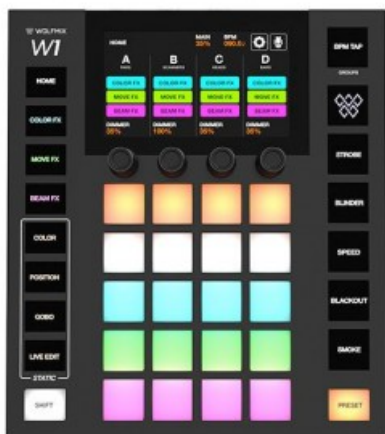 WOLFMIX
W1
HOME
COLOR FX
MOVE FX
BEAM FX
COLOR
POSITION
GOBO
LIVE EDIT
STATIC
SHIFT
HOME MAIN BPM
A B C D
COLOR FX COLOR FX COLOR FX COLOR FX
MOVE FX MOVE FX MOVE FX MOVE FX
BEAM FX BEAM FX BEAM FX BEAM FX
DIMMER DIMMER DIMMER DIMMER
35% 100% 35% 35%
BPM TAP
GROUPS
STROBE
BLINDER
SPEED
BLACKOUT
SMOKE
PRESET